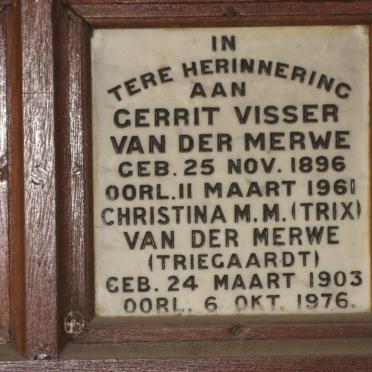 IN
TERE HERINNERING
AAN
GERRIT VISSER
VAN DER MERWE
GEB. 25 NOV. 1896
OORL. 11 MAART 1961
CHRISTINA M.M. (TRIX)
VAN DER MERWE
(TRIEGAARDT)
GEB. 24 MAART 1903
OORL. 6 OKT. 1976.